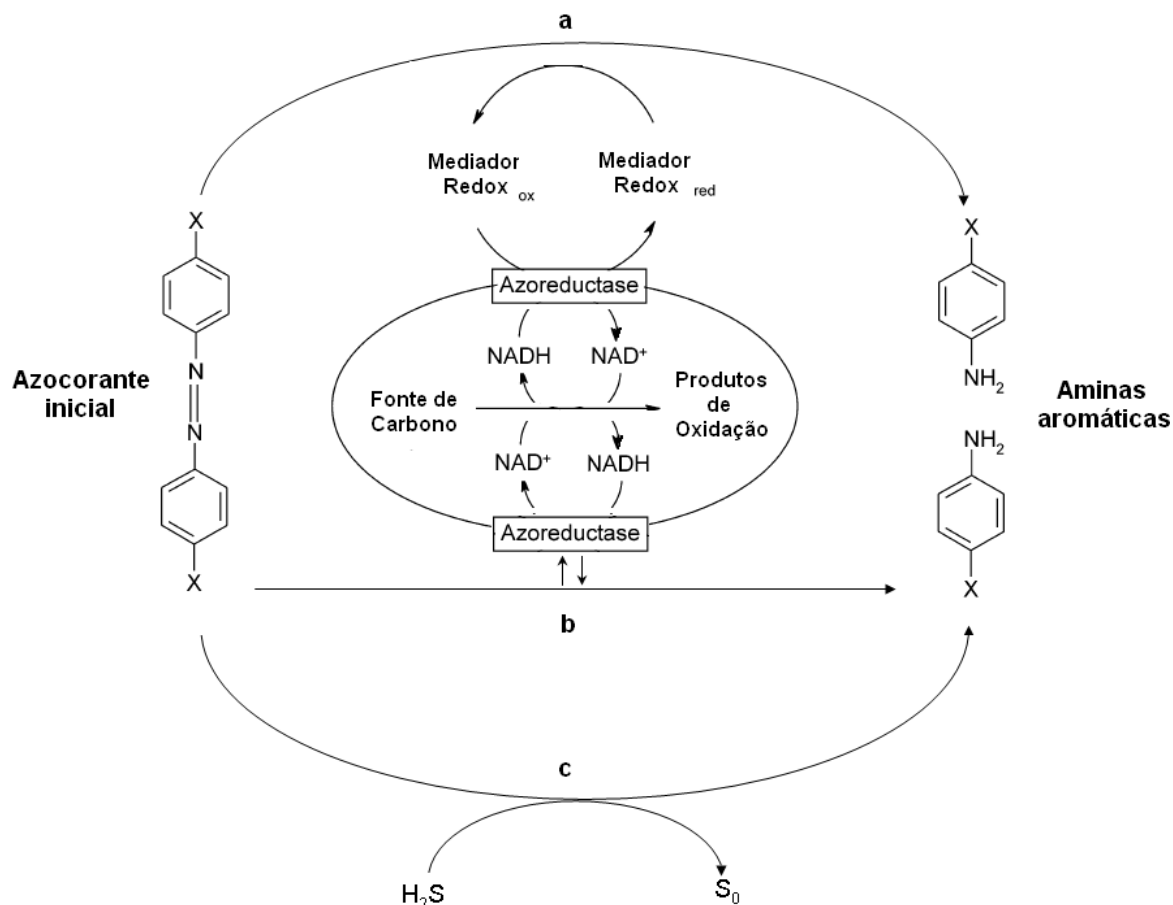 a
Mediador
Redox ox
Mediador
Redox red
X
N
N
X
Azocorante
inicial
Azoreductase
NADH
NAD⁺
Fonte de
Carbono
Produtos
de
Oxidação
NAD⁺
NADH
Azoreductase
b
X
NH₂
NH₂
X
Aminas
aromáticas
c
H₂S
S₀